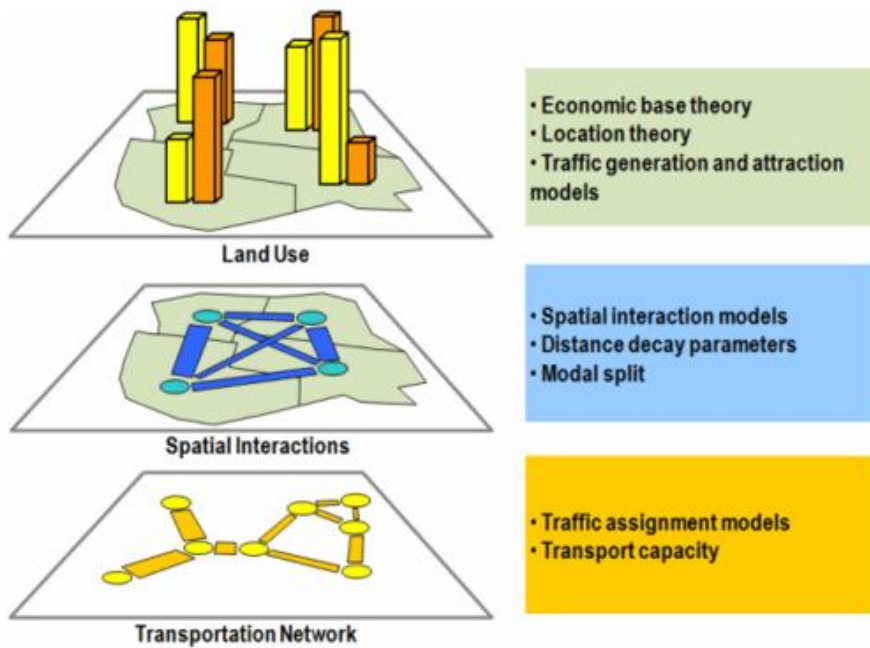 • Economic base theory
• Location theory
• Traffic generation and attraction
models
Land Use
• Spatial interaction models
• Distance decay parameters
• Modal split
Spatial Interactions
• Traffic assignment models
• Transport capacity
Transportation Network